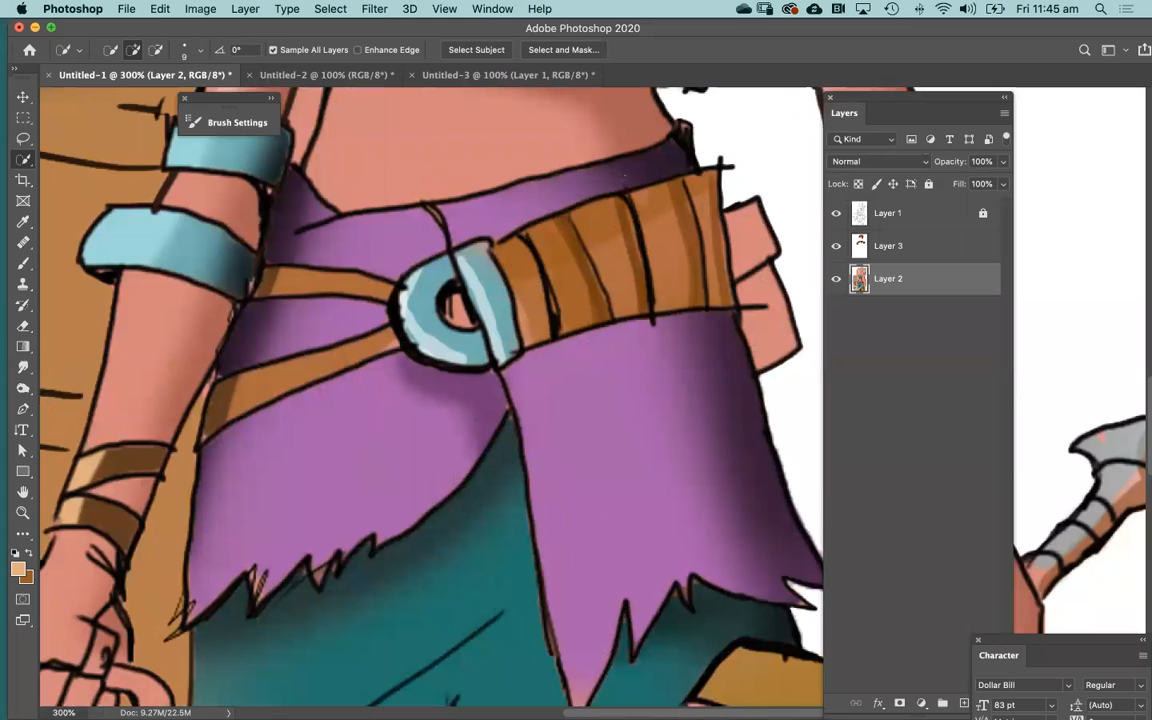 Photoshop File Edit Image Layer Type Select Filter 3D View Window Help Fri 11:45 am
Adobe Photoshop 2020
9 0° Sample All Layers Enhance Edge Select Subject Select and Mask...
Untitled-1 @ 300% (Layer 2, RGB/8*) * Untitled-2 @ 100% (RGB/8*) * Untitled-3 @ 100% (Layer 1, RGB/8*) *
Brush Settings
Layers
Kind
Normal Opacity: 100%
Lock: Fill: 100%
Layer 1
Layer 3
Layer 2
Character
Dollar Bill Regular
83 pt (Auto)
300% Doc: 9.27M/22.5M